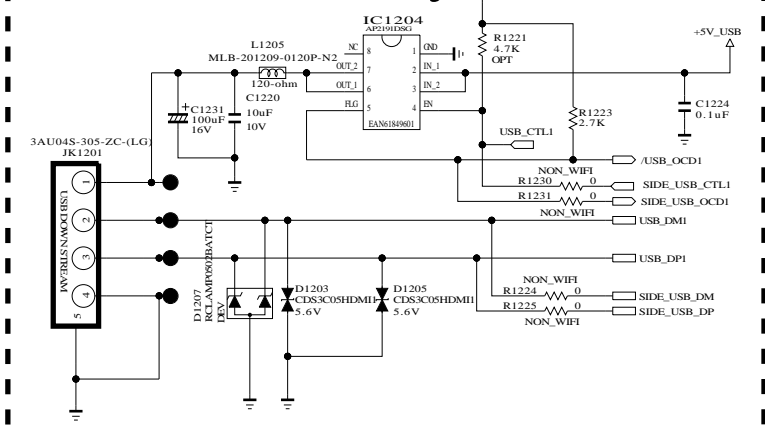 IC1204
AP2191DSG
R1221
4.7K
OPT
+5V_USB
L1205
MLB-201209-0120P-N2
120-ohm
NC
8
1
GND
OUT_2
7
2
IN_1
OUT_1
6
3
IN_2
FLG
5
4
EN
EAN61849601
C1231
100uF
16V
C1220
10uF
10V
R1223
2.7K
C1224
0.1uF
USB_CTL1
3AU04S-305-ZC-(LG)
JK1201
/USB_OCD1
NON_WIFI
R1230
0
SIDE_USB_CTL1
R1231
0
SIDE_USB_OCD1
NON_WIFI
1
2
3
4
5
USB DOWN STREAM
USB_DM1
USB_DP1
D1207
RCLAMP0502BATCT
DEV
D1203
CDS3C05HDMI1
5.6V
D1205
CDS3C05HDMI1
5.6V
NON_WIFI
R1224
0
SIDE_USB_DM
R1225
0
SIDE_USB_DP
NON_WIFI